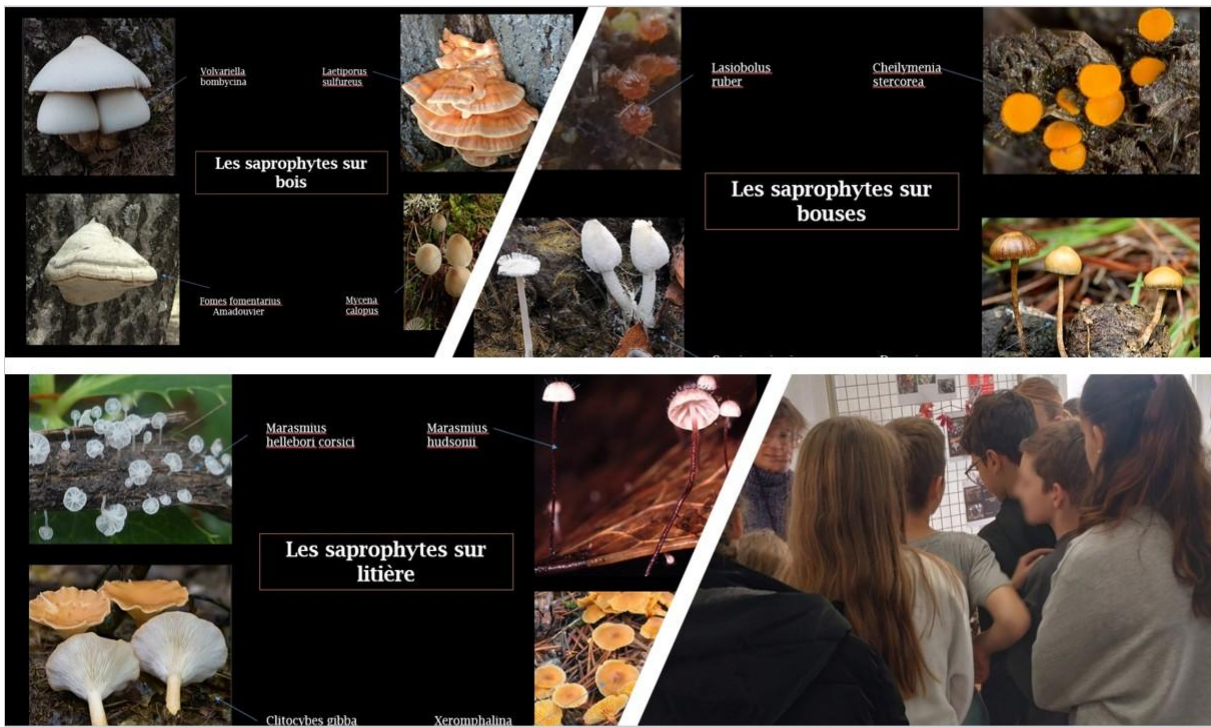 Volvariella
bombycina
Laetiporus
sulfureus
Les saprophytes sur
bois
Fomes fomentarius
Amadouvier
Mycena
calopus
Lasiobolus
ruber
Cheilymenia
stercorea
Les saprophytes sur
bouses
Marasmius
hellebori corsici
Marasmius
hudsonii
Les saprophytes sur
litière
Clitocybes gibba
Xeromphalina